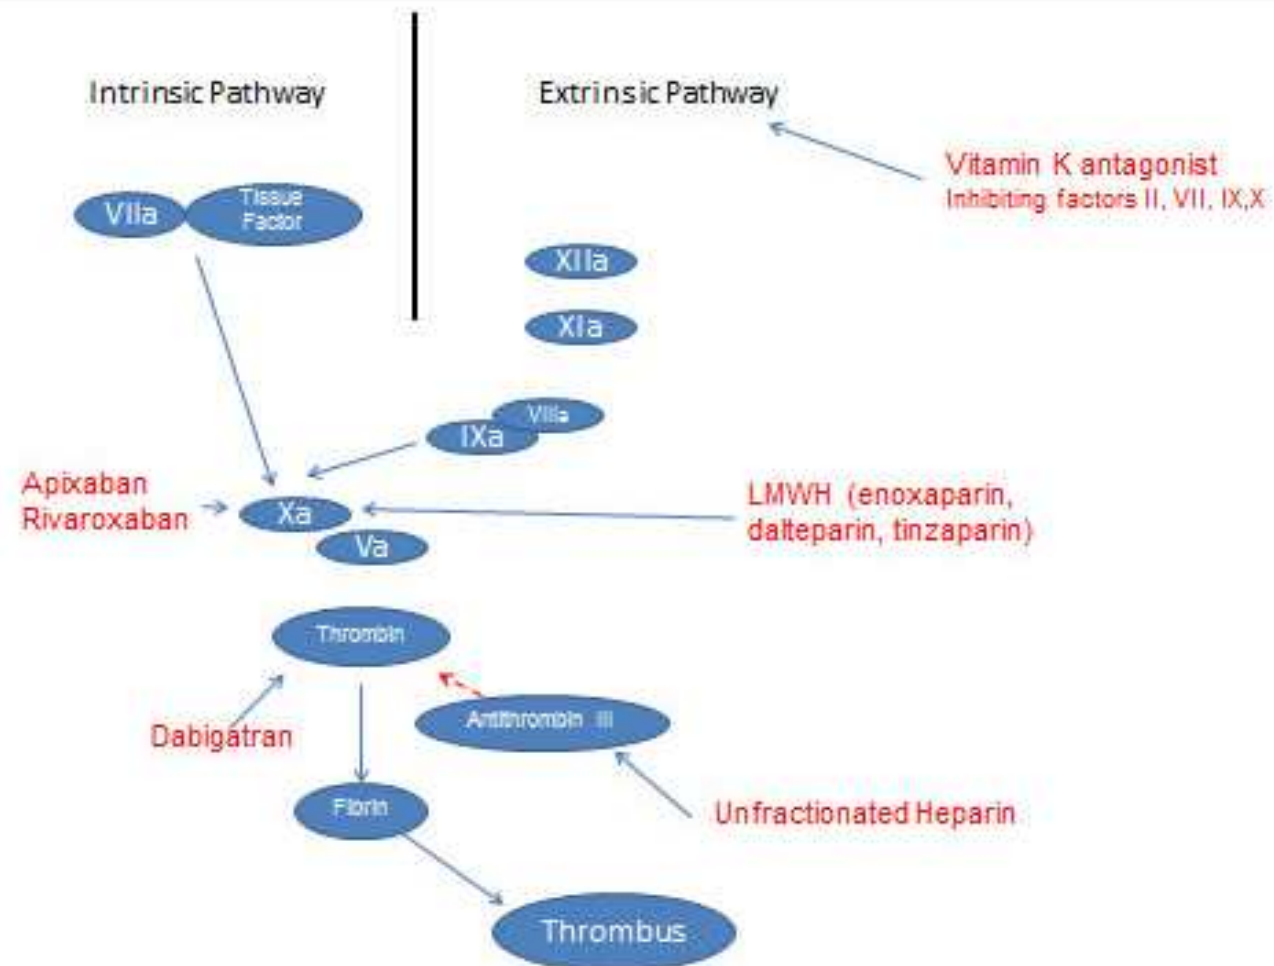 Intrinsic Pathway
Extrinsic Pathway
Vitamin K antagonist
Inhibiting factors II, VII, IX,X
VIIa
Tissue
Factor
XIIa
XIa
VIIIa
IXa
Apixaban
Rivaroxaban
Xa
LMWH (enoxaparin,
dalteparin, tinzaparin)
Va
Thrombin
Antithrombin III
Dabigatran
Fibrin
Unfractionated Heparin
Thrombus